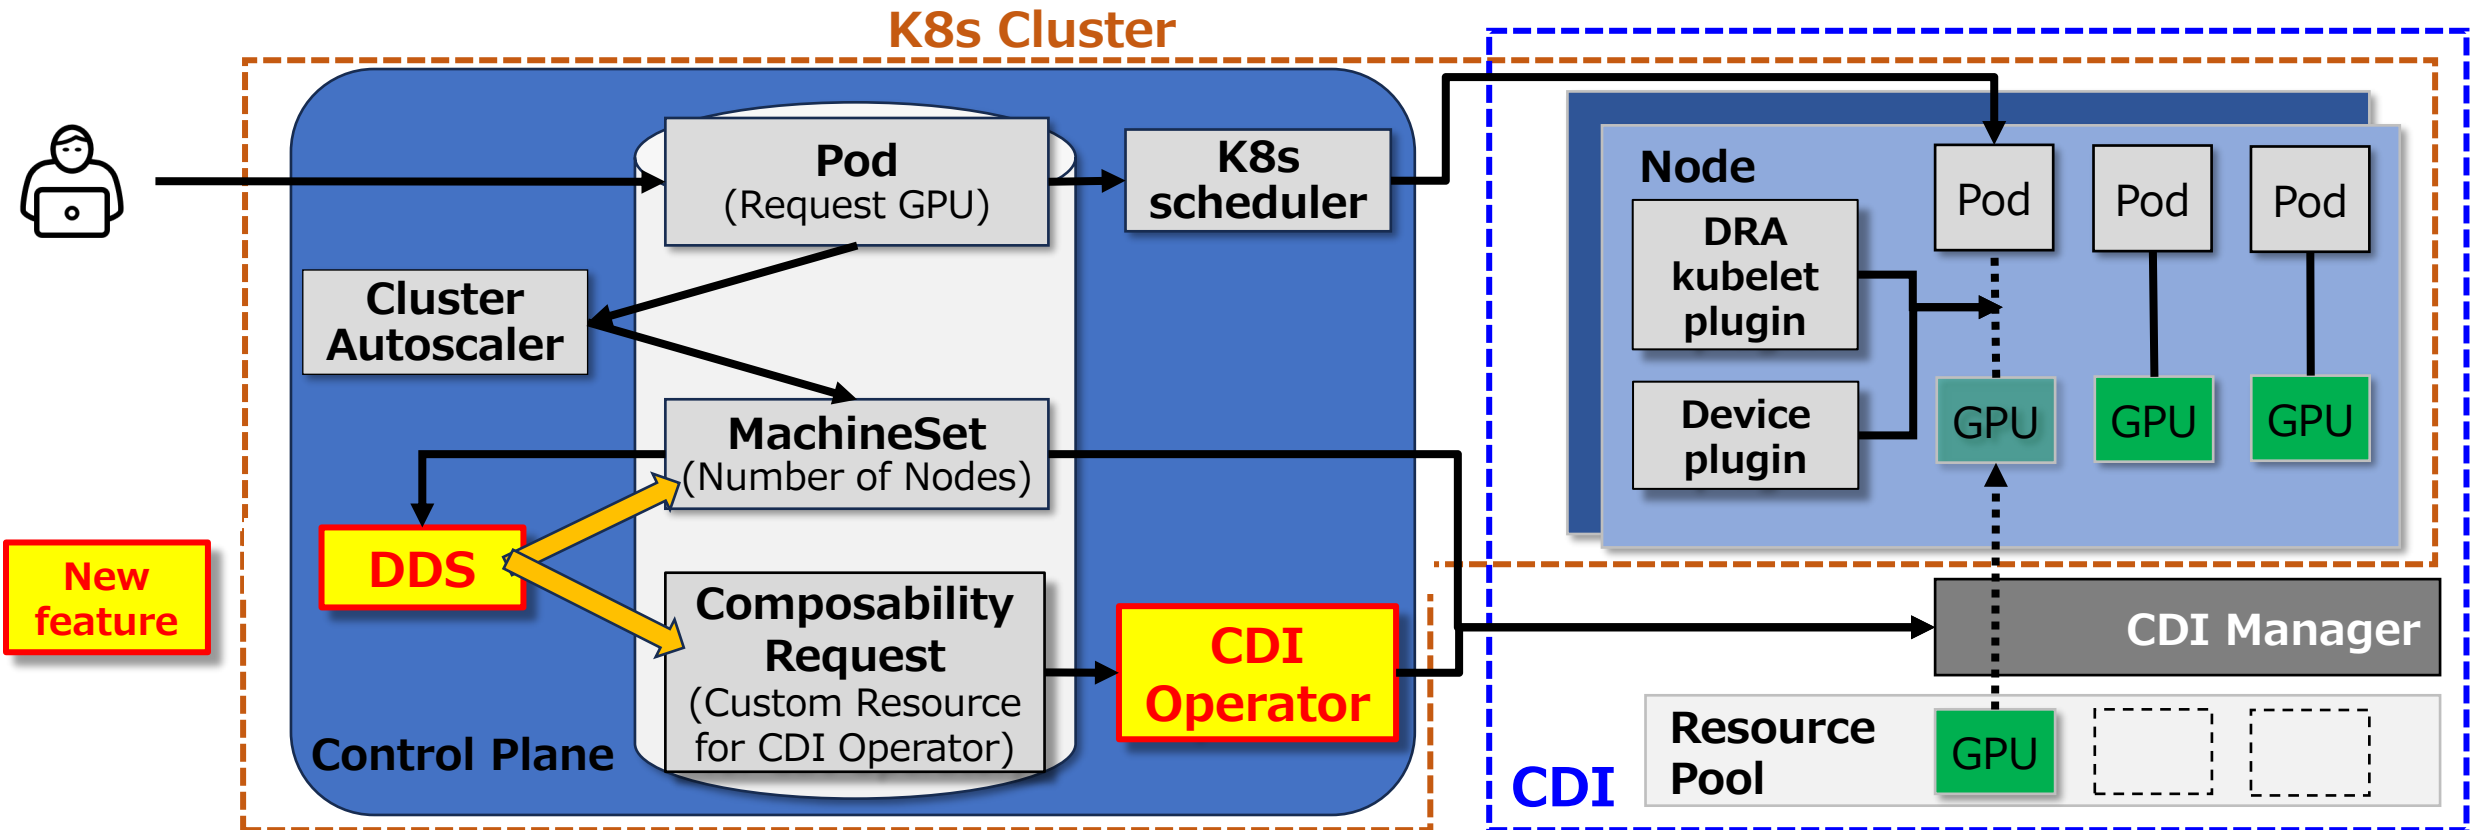 K8s Cluster
Pod
(Request GPU)
K8s
scheduler
Cluster
Autoscaler
MachineSet
(Number of Nodes)
DDS
New
feature
Composability
Request
(Custom Resource
for CDI Operator)
CDI
Operator
Control Plane
Node
Pod
Pod
Pod
DRA
kubelet
plugin
Device
plugin
GPU
GPU
GPU
CDI Manager
Resource
Pool
GPU
CDI